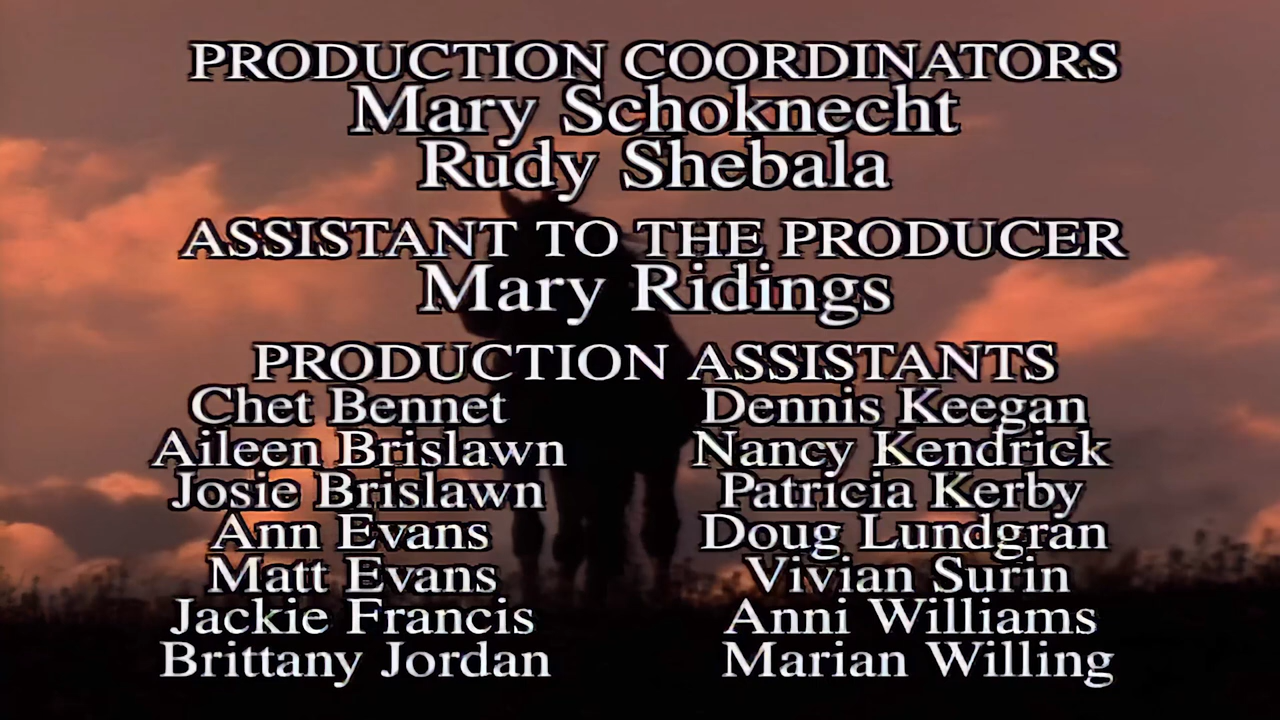 PRODUCTION COORDINATORS
Mary Schoknecht
Rudy Shebala
ASSISTANT TO THE PRODUCER
Mary Ridings
PRODUCTION ASSISTANTS
Chet Bennet
Aileen Brislawn
Josie Brislawn
Ann Evans
Matt Evans
Jackie Francis
Brittany Jordan
Dennis Keegan
Nancy Kendrick
Patricia Kerby
Doug Lundgran
Vivian Surin
Anni Williams
Marian Willing